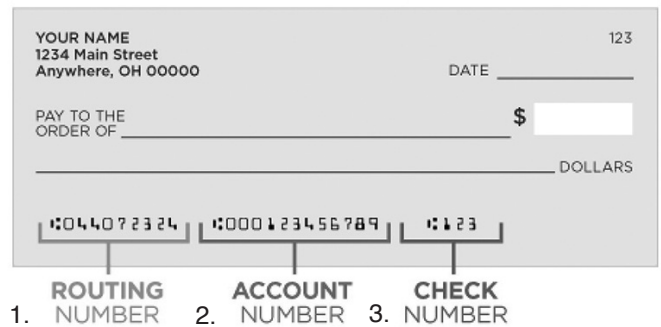 YOUR NAME 123
1234 Main Street
Anywhere, OH 00000
DATE
PAY TO THE
ORDER OF $
DOLLARS
⑆044072324 ⑆000123456789 ⑆123
1. ROUTING NUMBER 2. ACCOUNT NUMBER 3. CHECK NUMBER